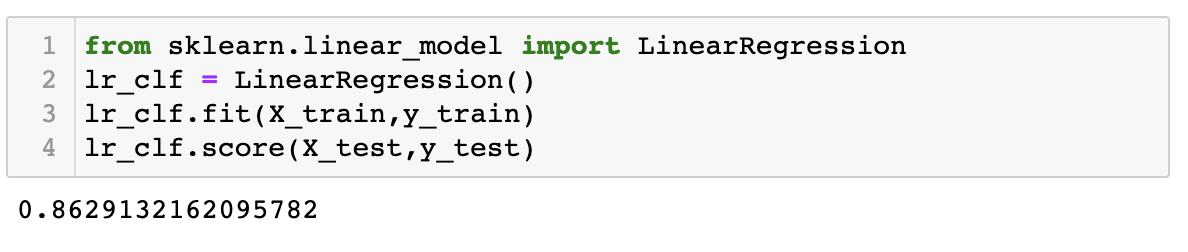 1 from sklearn.linear_model import LinearRegression
2 lr_clf = LinearRegression()
3 lr_clf.fit(X_train,y_train)
4 lr_clf.score(X_test,y_test)
0.8629132162095782